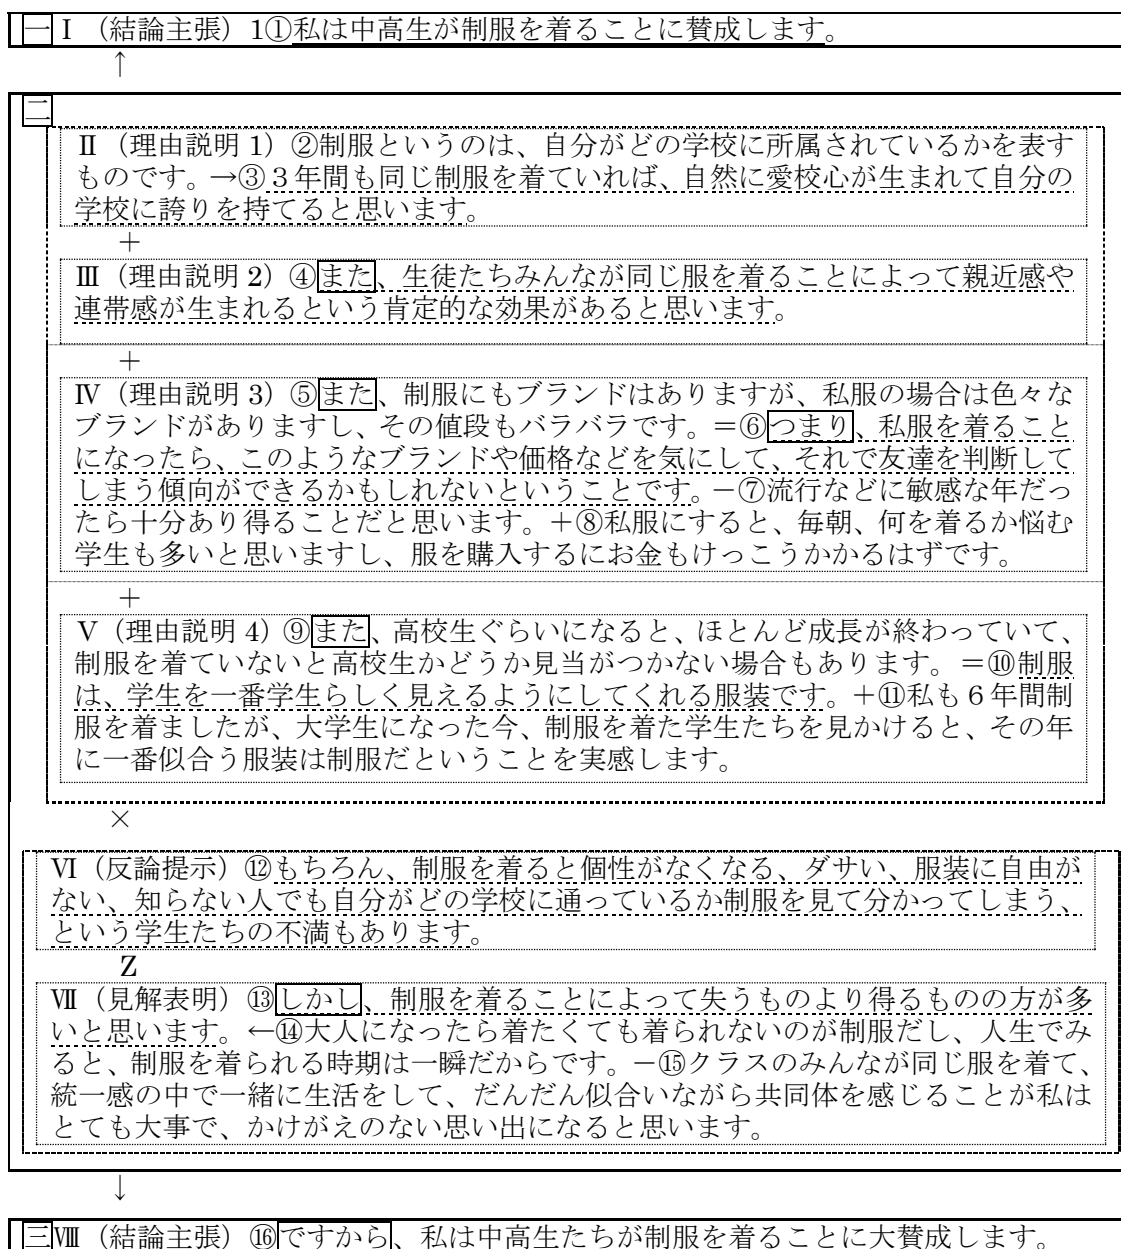 一Ⅰ（結論主張）1①私は中高生が制服を着ることに賛成します。
↑
二
Ⅱ（理由説明 1）②制服というのは、自分がどの学校に所属されているかを表す
ものです。→③３年間も同じ制服を着ていれば、自然に愛校心が生まれて自分の
学校に誇りを持てると思います。
＋
Ⅲ（理由説明 2）④また、生徒たちみんなが同じ服を着ることによって親近感や
連帯感が生まれるという肯定的な効果があると思います。
＋
Ⅳ（理由説明 3）⑤また、制服にもブランドはありますが、私服の場合は色々な
ブランドがありますし、その値段もバラバラです。＝⑥つまり、私服を着ること
になったら、このようなブランドや価格などを気にして、それで友達を判断して
しまう傾向ができるかもしれないということです。－⑦流行などに敏感な年だっ
たら十分あり得ることだと思います。＋⑧私服にすると、毎朝、何を着るか悩む
学生も多いと思いますし、服を購入するにお金もけっこうかかるはずです。
＋
Ⅴ（理由説明 4）⑨また、高校生ぐらいになると、ほとんど成長が終わっていて、
制服を着ていないと高校生かどうか見当がつかない場合もあります。＝⑩制服
は、学生を一番学生らしく見えるようにしてくれる服装です。＋⑪私も６年間制
服を着ましたが、大学生になった今、制服を着た学生たちを見かけると、その年
に一番似合う服装は制服だということを実感します。
×
Ⅵ（反論提示）⑫もちろん、制服を着ると個性がなくなる、ダサい、服装に自由が
ない、知らない人でも自分がどの学校に通っているか制服を見て分かってしまう、
という学生たちの不満もあります。
Z
Ⅶ（見解表明）⑬しかし、制服を着ることによって失うものより得るものの方が多
いと思います。←⑭大人になったら着たくても着られないのが制服だし、人生でみ
ると、制服を着られる時期は一瞬だからです。－⑮クラスのみんなが同じ服を着て、
統一感の中で一緒に生活をして、だんだん似合いながら共同体を感じることが私は
とても大事で、かけがえのない思い出になると思います。
↓
三Ⅷ（結論主張）⑯ですから、私は中高生たちが制服を着ることに大賛成します。